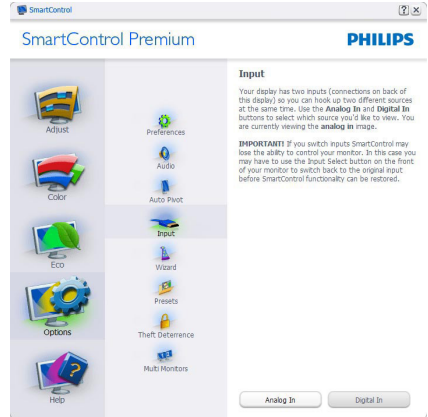 SmartControl
? ×
SmartControl Premium
PHILIPS
Adjust
Color
Eco
Options
Help
Preferences
Audio
Auto Pivot
Input
Wizard
Presets
Theft Deterrence
Multi Monitors
Input
Your display has two inputs (connections on back of
this display) so you can hook up two different sources
at the same time. Use the Analog In and Digital In
buttons to select which source you'd like to view. You
are currently viewing the analog in image.
IMPORTANT! If you switch inputs SmartControl may
lose the ability to control your monitor. In this case you
may have to use the Input Select button on the front
of your monitor to switch back to the original input
before SmartControl functionality can be restored.
Analog In
Digital In